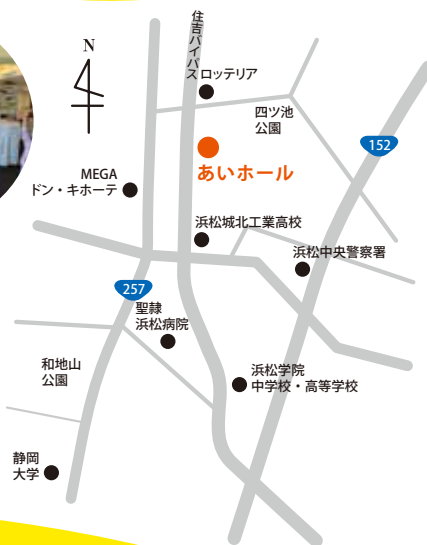 住吉バイパス
N
ロッテリア
四ツ池
公園
152
あいホール
MEGA
ドン・キホーテ
浜松城北工業高校
浜松中央警察署
257
聖隷
浜松病院
和地山
公園
浜松学院
中学校・高等学校
静岡
大学